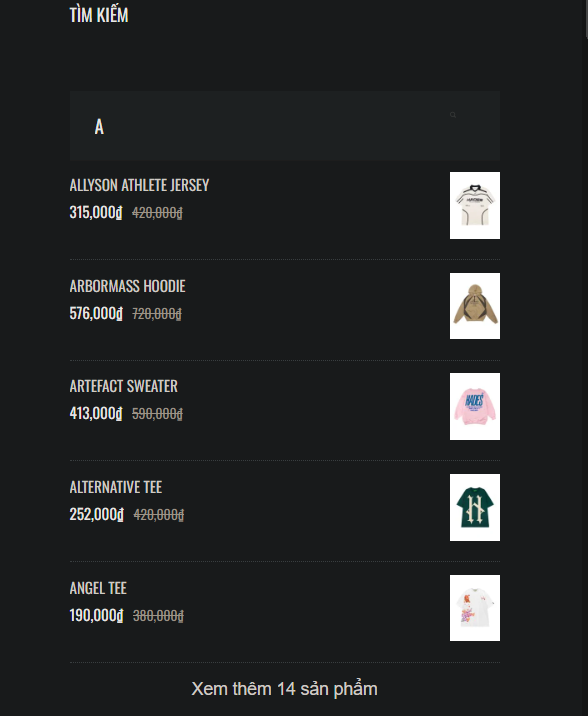 TÌM KIẾM
A
ALLYSON ATHLETE JERSEY
315,000₫ 420,000₫
ARBORMASS HOODIE
576,000₫ 720,000₫
ARTEFACT SWEATER
413,000₫ 590,000₫
HADES
ALTERNATIVE TEE
252,000₫ 420,000₫
H
ANGEL TEE
190,000₫ 380,000₫
Xem thêm 14 sản phẩm